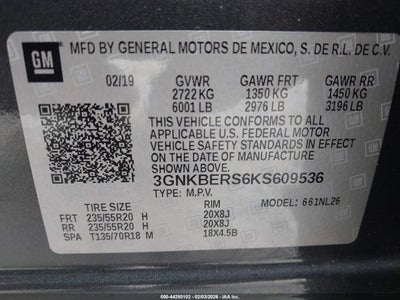 GM
MFD BY GENERAL MOTORS DE MEXICO, S. DE R.L. DE C.V.
02/19 GVWR GAWR FRT GAWR RR
2722 KG 1350 KG 1450 KG
6001 LB 2976 LB 3196 LB
THIS VEHICLE CONFORMS TO ALL
APPLICABLE U.S. FEDERAL MOTOR
VEHICLE SAFETY STANDARDS IN EFFECT
ON THE DATE OF MANUFACTURE
SHOWN ABOVE.
3GNKBERS6KS609536
TYPE: M.P.V. MODEL: 661NL26
TIRE SIZE RIM
FRT 235/55R20 H 20X8J
RR 235/55R20 H 20X8J
SPA T135/70R18 M 18X4.5B
000-44280102 - 02/03/2026 - IAA-US